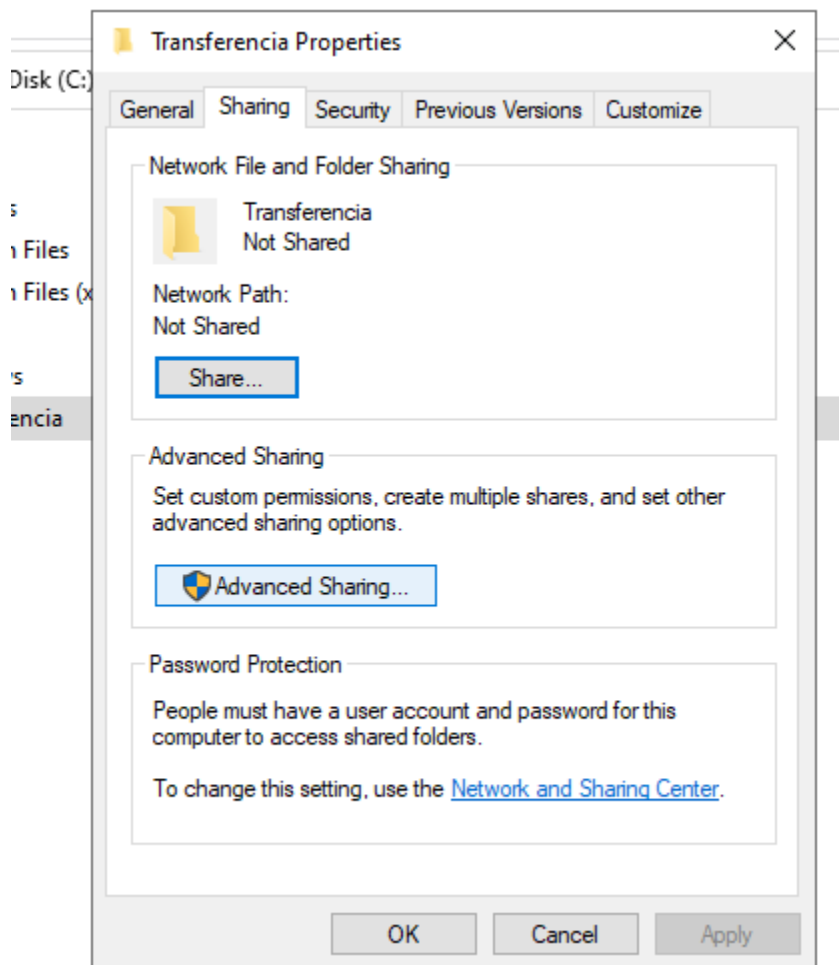 Transferencia Properties
Disk (C:)
General Sharing Security Previous Versions Customize
Network File and Folder Sharing
Transferencia
Not Shared
Files
Files (x
Network Path:
Not Shared
Share...
encia
Advanced Sharing
Set custom permissions, create multiple shares, and set other
advanced sharing options.
Advanced Sharing...
Password Protection
People must have a user account and password for this
computer to access shared folders.
To change this setting, use the Network and Sharing Center.
OK Cancel Apply